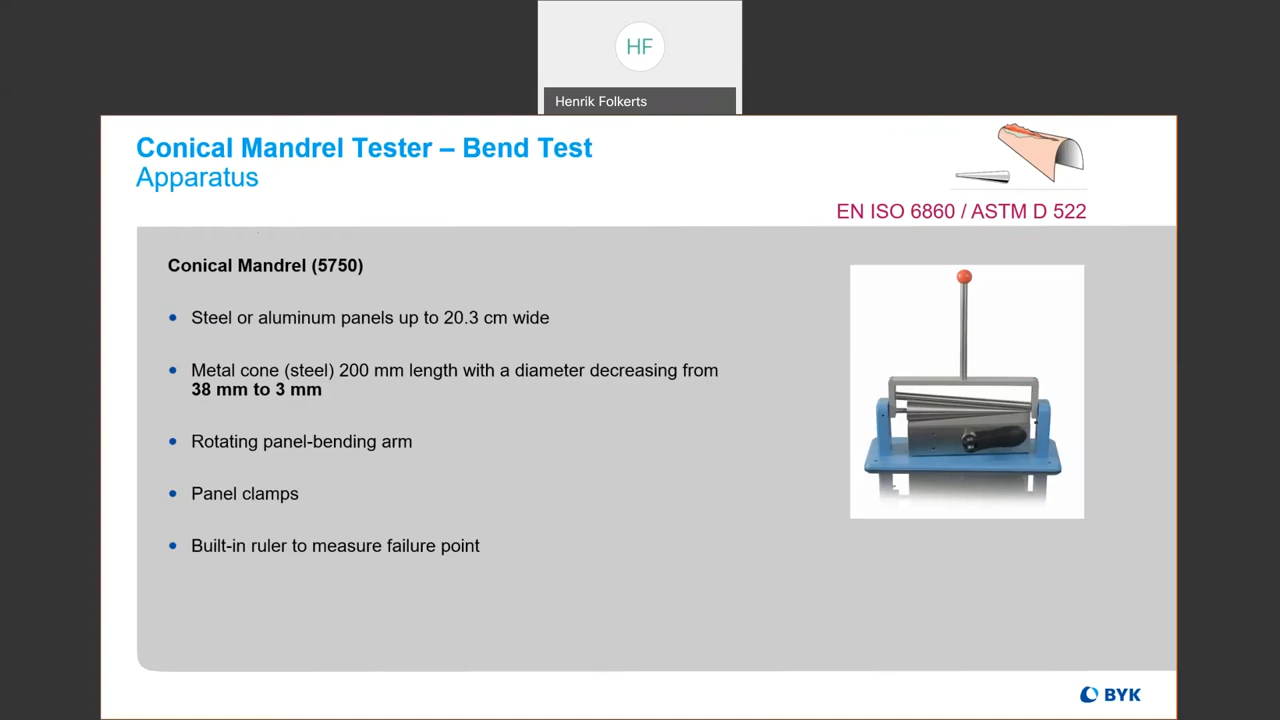 HF
Henrik Folkerts
Conical Mandrel Tester – Bend Test
Apparatus
EN ISO 6860 / ASTM D 522
Conical Mandrel (5750)
• Steel or aluminum panels up to 20.3 cm wide
• Metal cone (steel) 200 mm length with a diameter decreasing from
38 mm to 3 mm
• Rotating panel-bending arm
• Panel clamps
• Built-in ruler to measure failure point
BYK